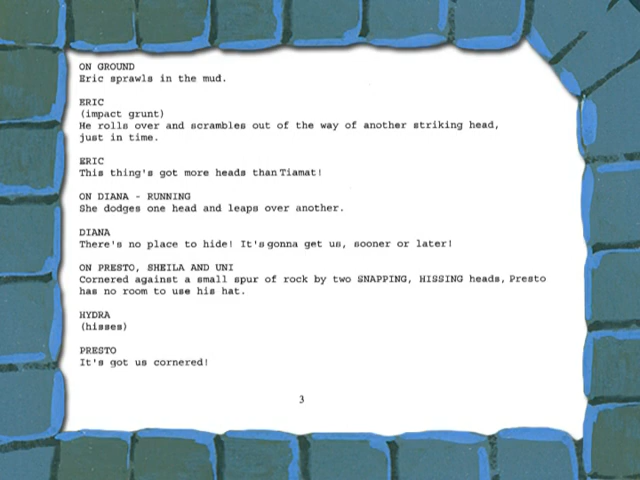 ON GROUND
Eric sprawls in the mud.
ERIC
(impact grunt)
He rolls over and scrambles out of the way of another striking head,
just in time.
ERIC
This thing's got more heads than Tiamat!
ON DIANA - RUNNING
She dodges one head and leaps over another.
DIANA
There's no place to hide! It's gonna get us, sooner or later!
ON PRESTO, SHEILA AND UNI
Cornered against a small spur of rock by two SNAPPING, HISSING heads, Presto
has no room to use his hat.
HYDRA
(hisses)
PRESTO
It's got us cornered!
3